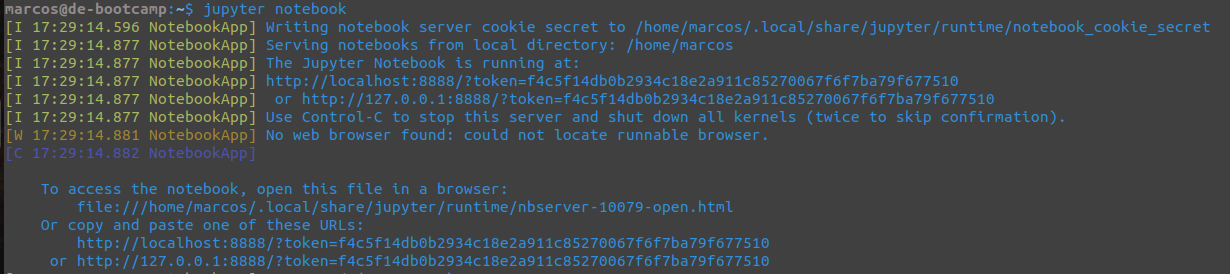 marcos@de-bootcamp:~$ jupyter notebook
[I 17:29:14.596 NotebookApp] Writing notebook server cookie secret to /home/marcos/.local/share/jupyter/runtime/notebook_cookie_secret
[I 17:29:14.877 NotebookApp] Serving notebooks from local directory: /home/marcos
[I 17:29:14.877 NotebookApp] The Jupyter Notebook is running at:
[I 17:29:14.877 NotebookApp] http://localhost:8888/?token=f4c5f14db0b2934c18e2a911c85270067f6f7ba79f677510
[I 17:29:14.877 NotebookApp]  or http://127.0.0.1:8888/?token=f4c5f14db0b2934c18e2a911c85270067f6f7ba79f677510
[I 17:29:14.877 NotebookApp] Use Control-C to stop this server and shut down all kernels (twice to skip confirmation).
[W 17:29:14.881 NotebookApp] No web browser found: could not locate runnable browser.
[C 17:29:14.882 NotebookApp]
To access the notebook, open this file in a browser:
file:///home/marcos/.local/share/jupyter/runtime/nbserver-10079-open.html
Or copy and paste one of these URLs:
http://localhost:8888/?token=f4c5f14db0b2934c18e2a911c85270067f6f7ba79f677510
or http://127.0.0.1:8888/?token=f4c5f14db0b2934c18e2a911c85270067f6f7ba79f677510